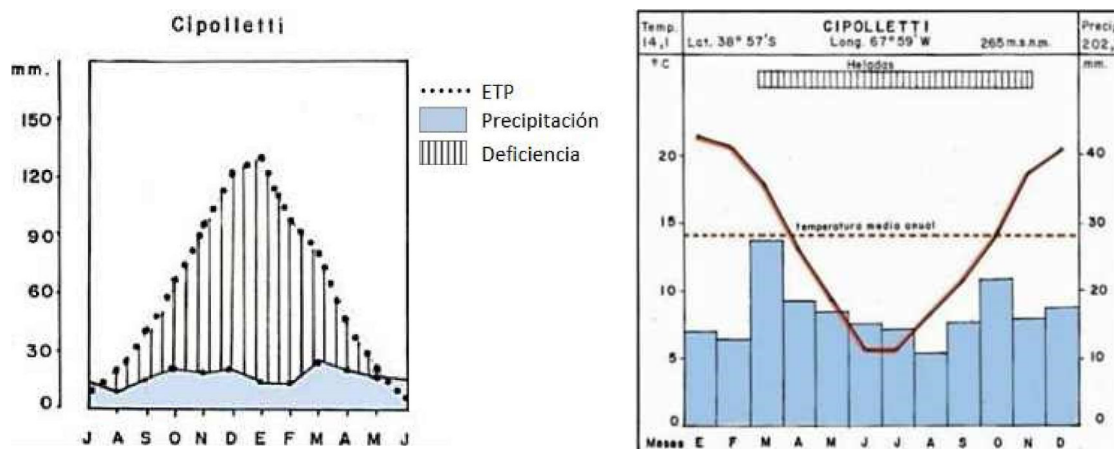 Cipolletti
mm.
150
120
90
60
30
0
J A S O N D E F M A M J
ETP
Precipitación
Deficiencia
Temp. CIPOLLETTI Precip
14,1 Lat. 38° 57'S Long. 67° 59' W 265 m.s.n.m. 202,
T.C Heladas mm.
20 40
15 30
temperatura media anual
10 20
5 10
0 0
Meses E F M A M J J A S O N D